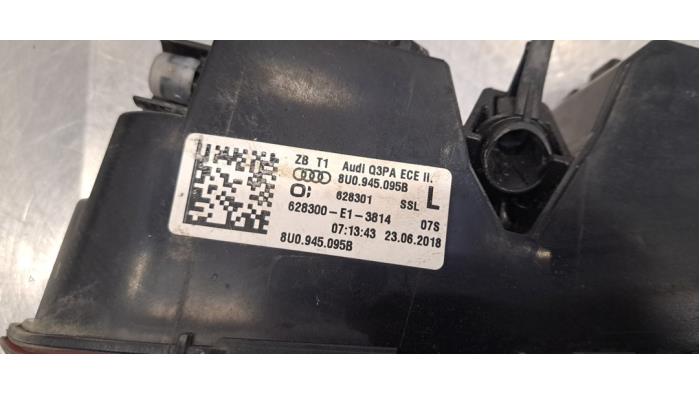 ZB T1 Audi Q3PA ECE II.
8U0.945.095B
628301 SSL L
628300-E1-3814 07S
07:13:43 23.06.2018
8U0.945.095B